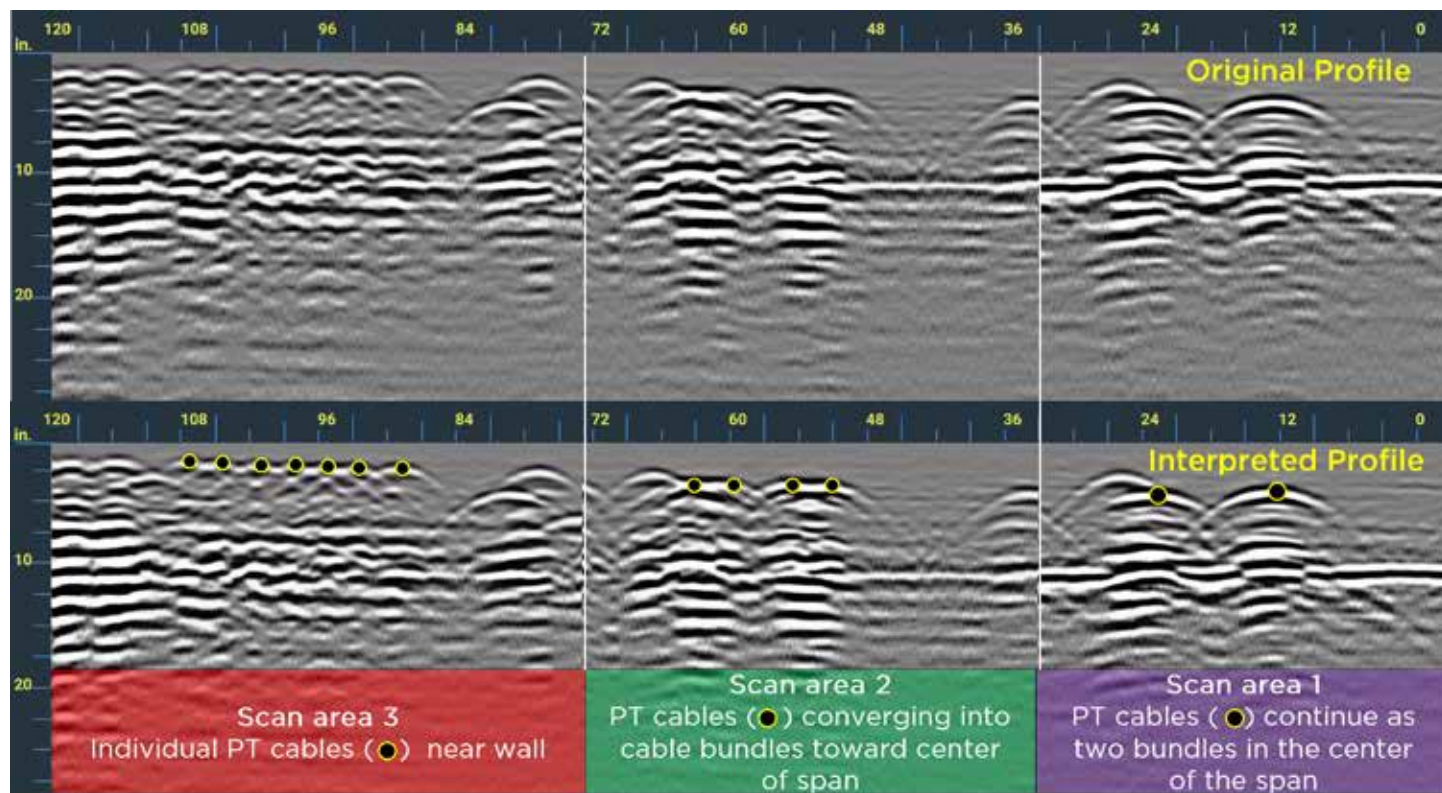 120 108 96 84 72 60 48 36 24 12 0
in.
Original Profile
10
20
120 108 96 84 72 60 48 36 24 12 0
in.
Interpreted Profile
10
20
Scan area 3
Individual PT cables (●) near wall
Scan area 2
PT cables (●) converging into
cable bundles toward center
of span
Scan area 1
PT cables (●) continue as
two bundles in the center
of the span